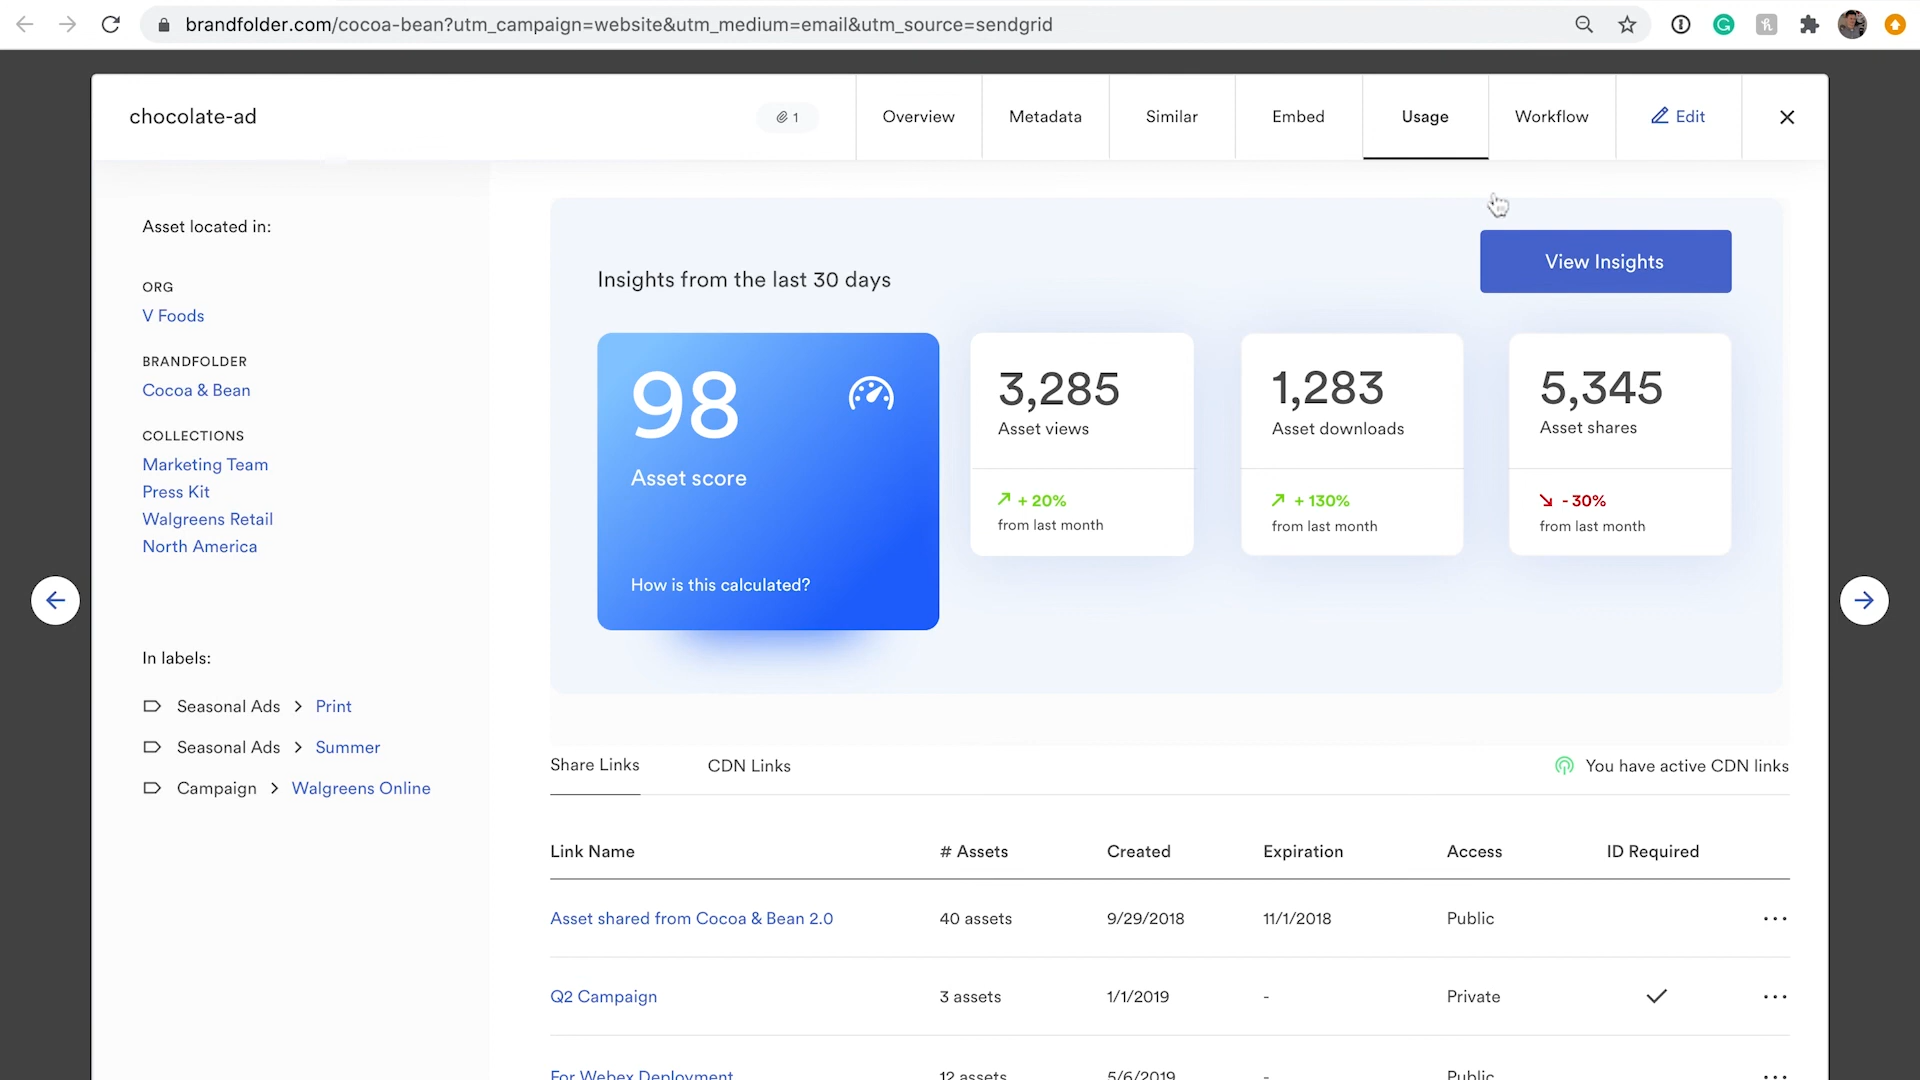 brandfolder.com/cocoa-bean?utm_campaign=website&utm_medium=email&utm_source=sendgrid
chocolate-ad
1
Overview
Metadata
Similar
Embed
Usage
Workflow
Edit
Asset located in:
ORG
V Foods
BRANDFOLDER
Cocoa & Bean
COLLECTIONS
Marketing Team
Press Kit
Walgreens Retail
North America
In labels:
Seasonal Ads > Print
Seasonal Ads > Summer
Campaign > Walgreens Online
Insights from the last 30 days
View Insights
98
Asset score
How is this calculated?
3,285
Asset views
+ 20%
from last month
1,283
Asset downloads
+ 130%
from last month
5,345
Asset shares
- 30%
from last month
Share Links
CDN Links
You have active CDN links
Link Name # Assets Created Expiration Access ID Required
Asset shared from Cocoa & Bean 2.0 40 assets 9/29/2018 11/1/2018 Public
Q2 Campaign 3 assets 1/1/2019 - Private
For Webex Deployment 12 assets 5/6/2019 - Public